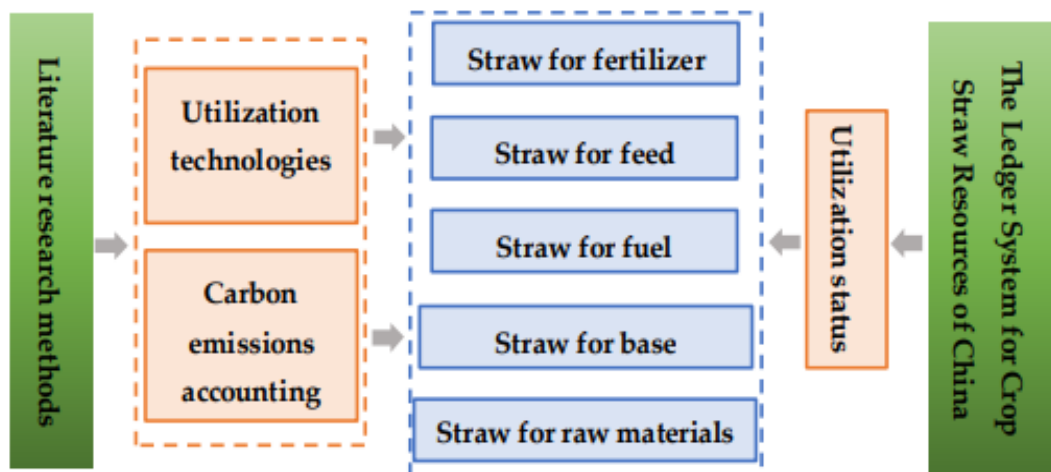 Literature research methods
Utilization
technologies
Carbon
emissions
accounting
Straw for fertilizer
Straw for feed
Straw for fuel
Straw for base
Straw for raw materials
Utilization status
The Ledger System for Crop
Straw Resources of China